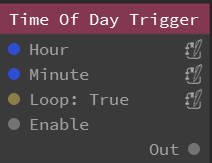 Time Of Day Trigger
Hour
Minute
Loop: True
Enable
Out